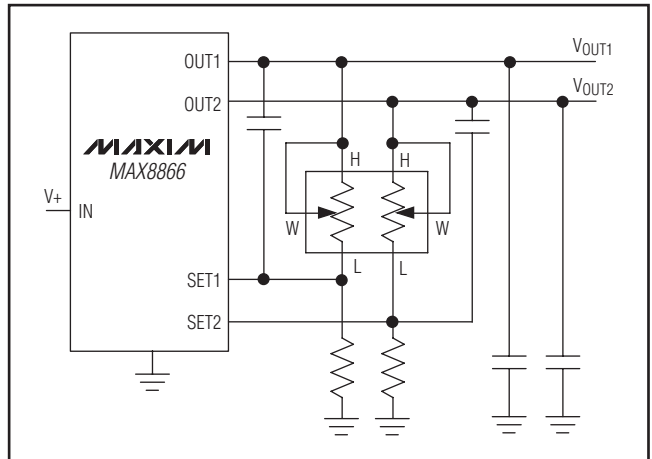 OUT1
VOUT1
OUT2
VOUT2
MAXIM
MAX8866
H
H
V+
IN
W
W
L
L
SET1
SET2